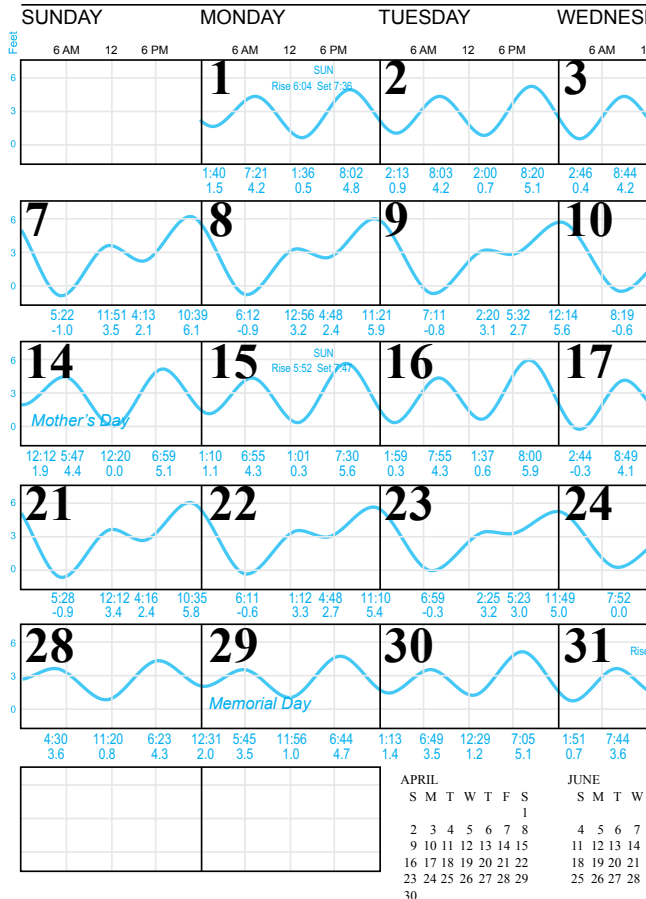 SUNDAY MONDAY TUESDAY
Feet 6 AM 12 6 PM 6 AM 12 6 PM 6 AM 12 6 PM 6 AM
6 3 0
1 SUN Rise 6:04 Set 7:36 2 3
1:40 7:21 1:36 8:02 2:13 8:03 2:00 8:20 2:46 8:44
1.5 4.2 0.5 4.8 0.9 4.2 0.7 5.1 0.4 4.2
6 3 0
7 8 9 10
5:22 11:51 4:13 10:39 6:12 12:56 4:48 11:21 7:11 2:20 5:32 12:14 8:19
-1.0 3.5 2.1 6.1 -0.9 3.2 2.4 5.9 -0.8 3.1 2.7 5.6 -0.6
6 3 0
14 15 SUN Rise 5:52 Set 7:47 16 17
Mother's Day
12:12 5:47 12:20 6:59 1:10 6:55 1:01 7:30 1:59 7:55 1:37 8:00 2:44 8:49
1.9 4.4 0.0 5.1 1.1 4.3 0.3 5.6 0.3 4.3 0.6 5.9 -0.3 4.1
6 3 0
21 22 23 24
5:28 12:12 4:16 10:35 6:11 1:12 4:48 11:10 6:59 2:25 5:23 11:49 7:52
-0.9 3.4 2.4 5.8 -0.6 3.3 2.7 5.4 -0.3 3.2 3.0 5.0 0.0
6 3 0
28 29 30 31 Rise
Memorial Day
4:30 11:20 6:23 12:31 5:45 11:56 6:44 1:13 6:49 12:29 7:05 1:51 7:44
3.6 0.8 4.3 2.0 3.5 1.0 4.7 1.4 3.5 1.2 5.1 0.7 3.6
APRIL
S M T W T F S
1
2 3 4 5 6 7 8
9 10 11 12 13 14 15
16 17 18 19 20 21 22
23 24 25 26 27 28 29
30
JUNE
S M T W
4 5 6 7
11 12 13 14
18 19 20 21
25 26 27 28